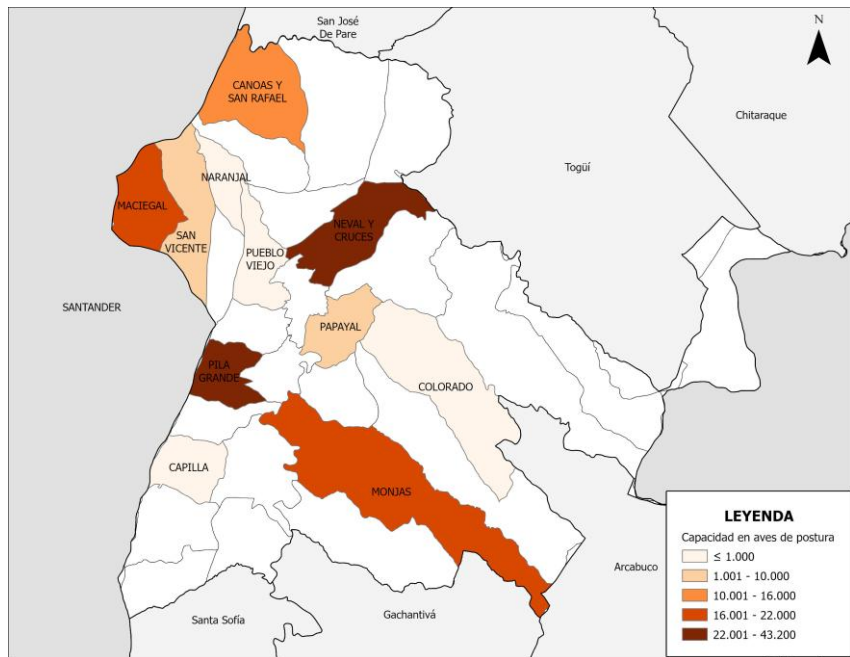 San José
De Pare
N
CANOAS Y
SAN RAFAEL
Chitaraque
Togüí
NARANJAL
MACIEGAL
SAN
VICENTE
NEVAL Y
CRUCES
PUEBLO
VIEJO
SANTANDER
PAPAYAL
PILA
GRANDE
COLORADO
CAPILLA
MONJAS
LEYENDA
Capacidad en aves de postura
≤ 1.000
1.001 - 10.000
10.001 - 16.000
16.001 - 22.000
22.001 - 43.200
Arcabuco
Santa Sofía
Gachantivá